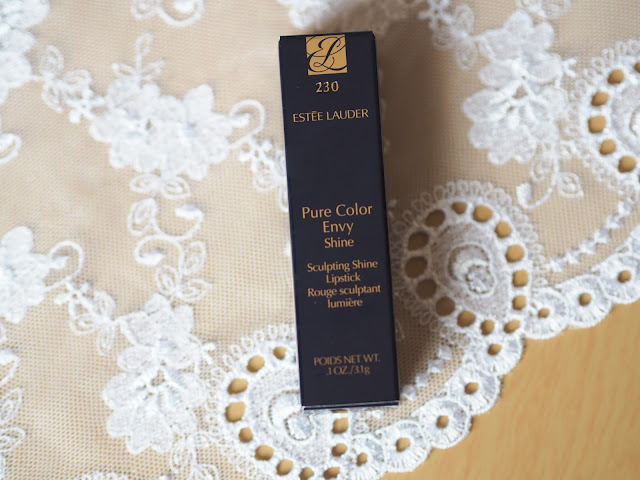 EL
230
ESTĒE LAUDER
Pure Color
Envy
Shine
Sculpting Shine
Lipstick
Rouge sculptant
lumière
POIDS NET WT.
.1 OZ./3.1g